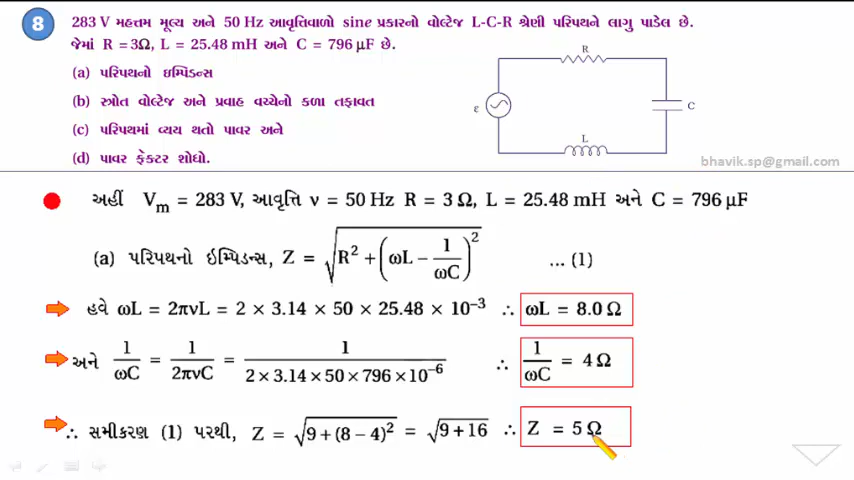 8
283 V મહત્તમ મૂલ્ય અને 50 Hz આવૃત્તિવાળો sine પ્રકારનો વોલ્ટેજ L-C-R શ્રેણી પરિપથને લાગુ પાડેલ છે.
જેમાં R = 3Ω, L = 25.48 mH અને C = 796 μF છે.
(a) પરિપથનો ઇમ્પિડન્સ
(b) સ્ત્રોત વોલ્ટેજ અને પ્રવાહ વચ્ચેનો કળા તફાવત
(c) પરિપથમાં વ્યય થતો પાવર અને
(d) પાવર ફેક્ટર શોધો.
R
ε
C
L
bhavik.sp@gmail.com
અહીં Vm = 283 V, આવૃત્તિ ν = 50 Hz R = 3 Ω, L = 25.48 mH અને C = 796 μF
(a) પરિપથનો ઇમ્પિડન્સ, Z = √(R² + (ωL – 1/ωC)²) ... (1)
હવે ωL = 2πνL = 2 × 3.14 × 50 × 25.48 × 10⁻³ ∴ ωL = 8.0 Ω
અને 1/ωC = 1/2πνC = 1/(2 × 3.14 × 50 × 796 × 10⁻⁶) ∴ 1/ωC = 4 Ω
∴ સમીકરણ (1) પરથી, Z = √(9 + (8 – 4)²) = √(9 + 16) ∴ Z = 5 Ω